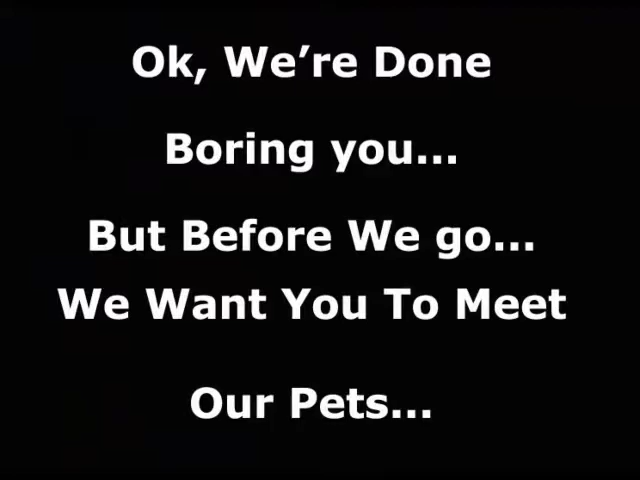 Ok, We’re Done
Boring you...
But Before We go...
We Want You To Meet
Our Pets...